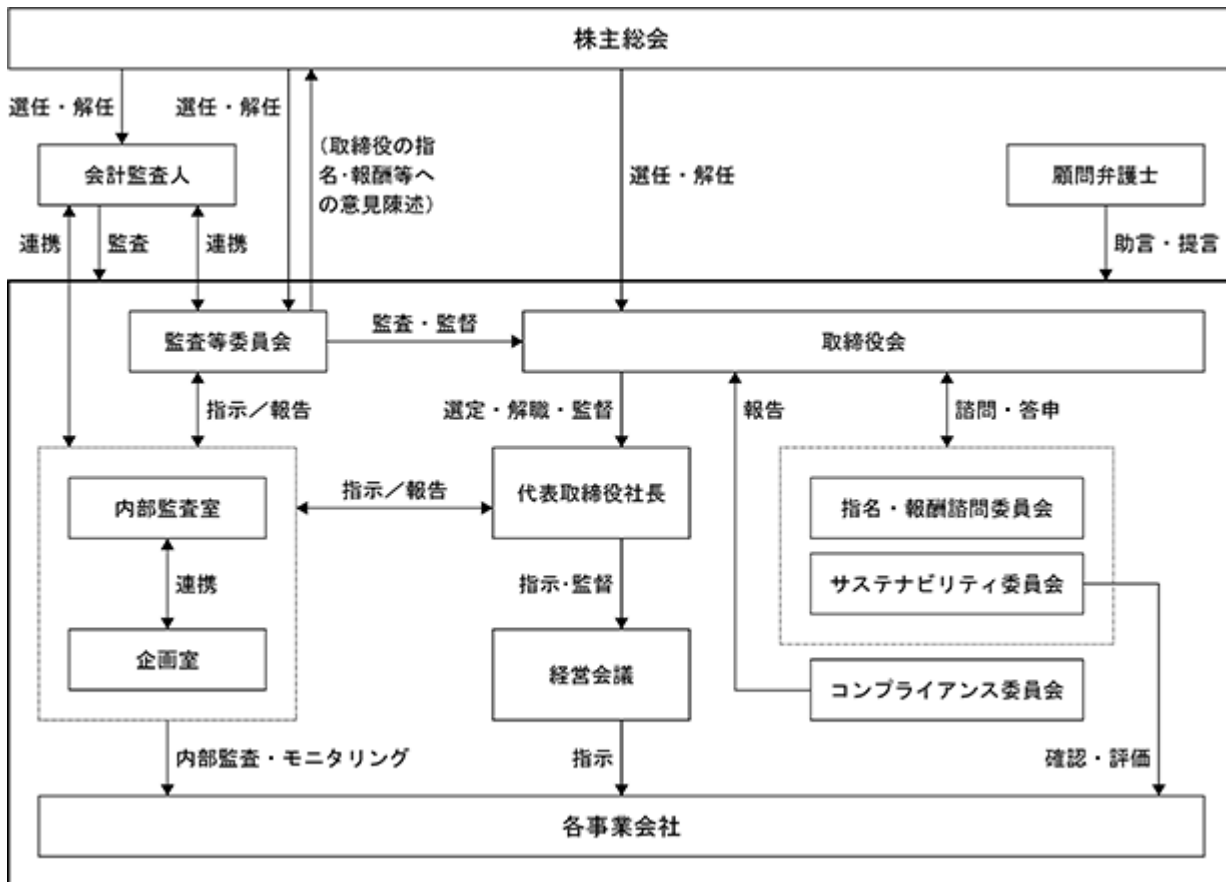 株主総会
選任・解任
選任・解任
(取締役の指
名・報酬等へ
の意見陳述)
選任・解任
会計監査人
顧問弁護士
連携
監査
連携
助言・提言
監査等委員会
監査・監督
取締役会
指示／報告
選定・解職・監督
報告
諮問・答申
内部監査室
指示／報告
代表取締役社長
指名・報酬諮問委員会
連携
指示・監督
サステナビリティ委員会
企画室
経営会議
コンプライアンス委員会
内部監査・モニタリング
指示
確認・評価
各事業会社